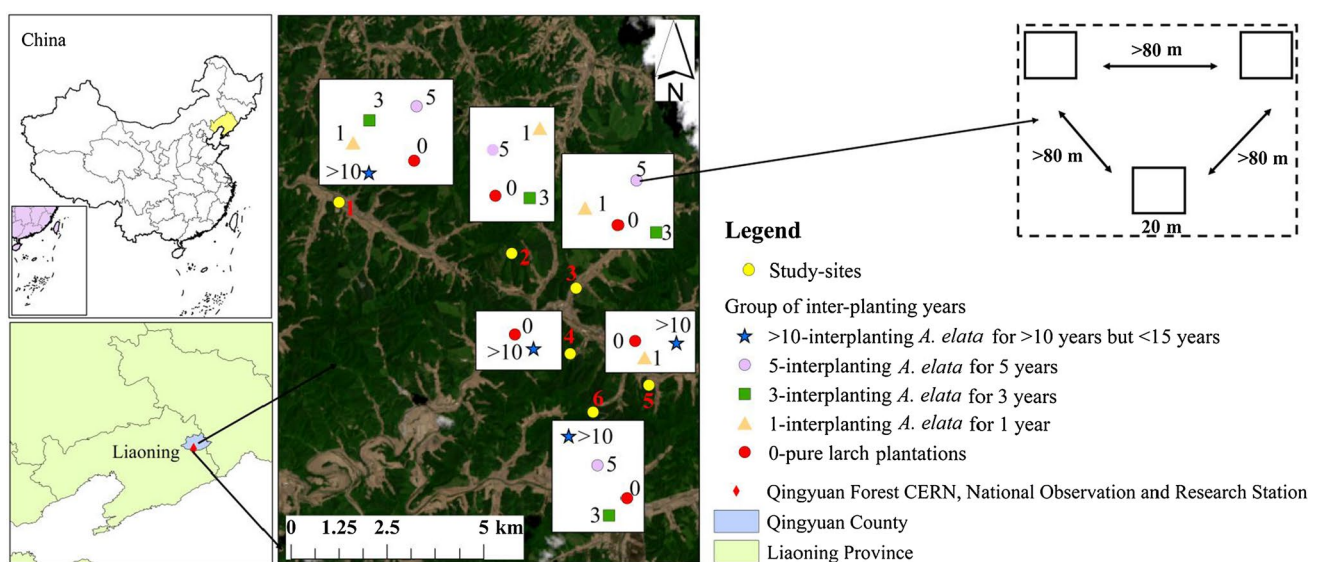 China
N
3
5
1
0
>10
1
1
5
0
3
2
5
1
0
3
3
0
>10
4
>10
0
1
5
6
>10
5
0
3
0 1.25 2.5 5 km
Liaoning
>80 m
>80 m
>80 m
20 m
Legend
Study-sites
Group of inter-planting years
>10-interplanting A. elata for >10 years but <15 years
5-interplanting A. elata for 5 years
3-interplanting A. elata for 3 years
1-interplanting A. elata for 1 year
0-pure larch plantations
Qingyuan Forest CERN, National Observation and Research Station
Qingyuan County
Liaoning Province